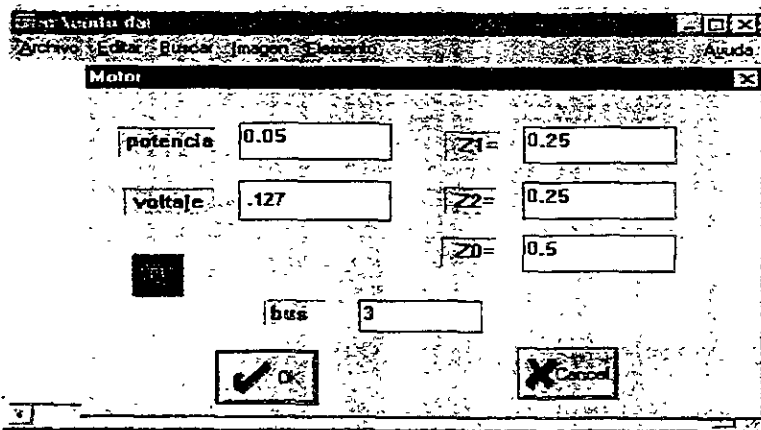 Archivo Editar Buscar Imagen Elemento Ayuda
Motor
potencia 0.05 Z1= 0.25
voltaje .127 Z2= 0.25
Z0= 0.5
bus 3
Ok Cancel